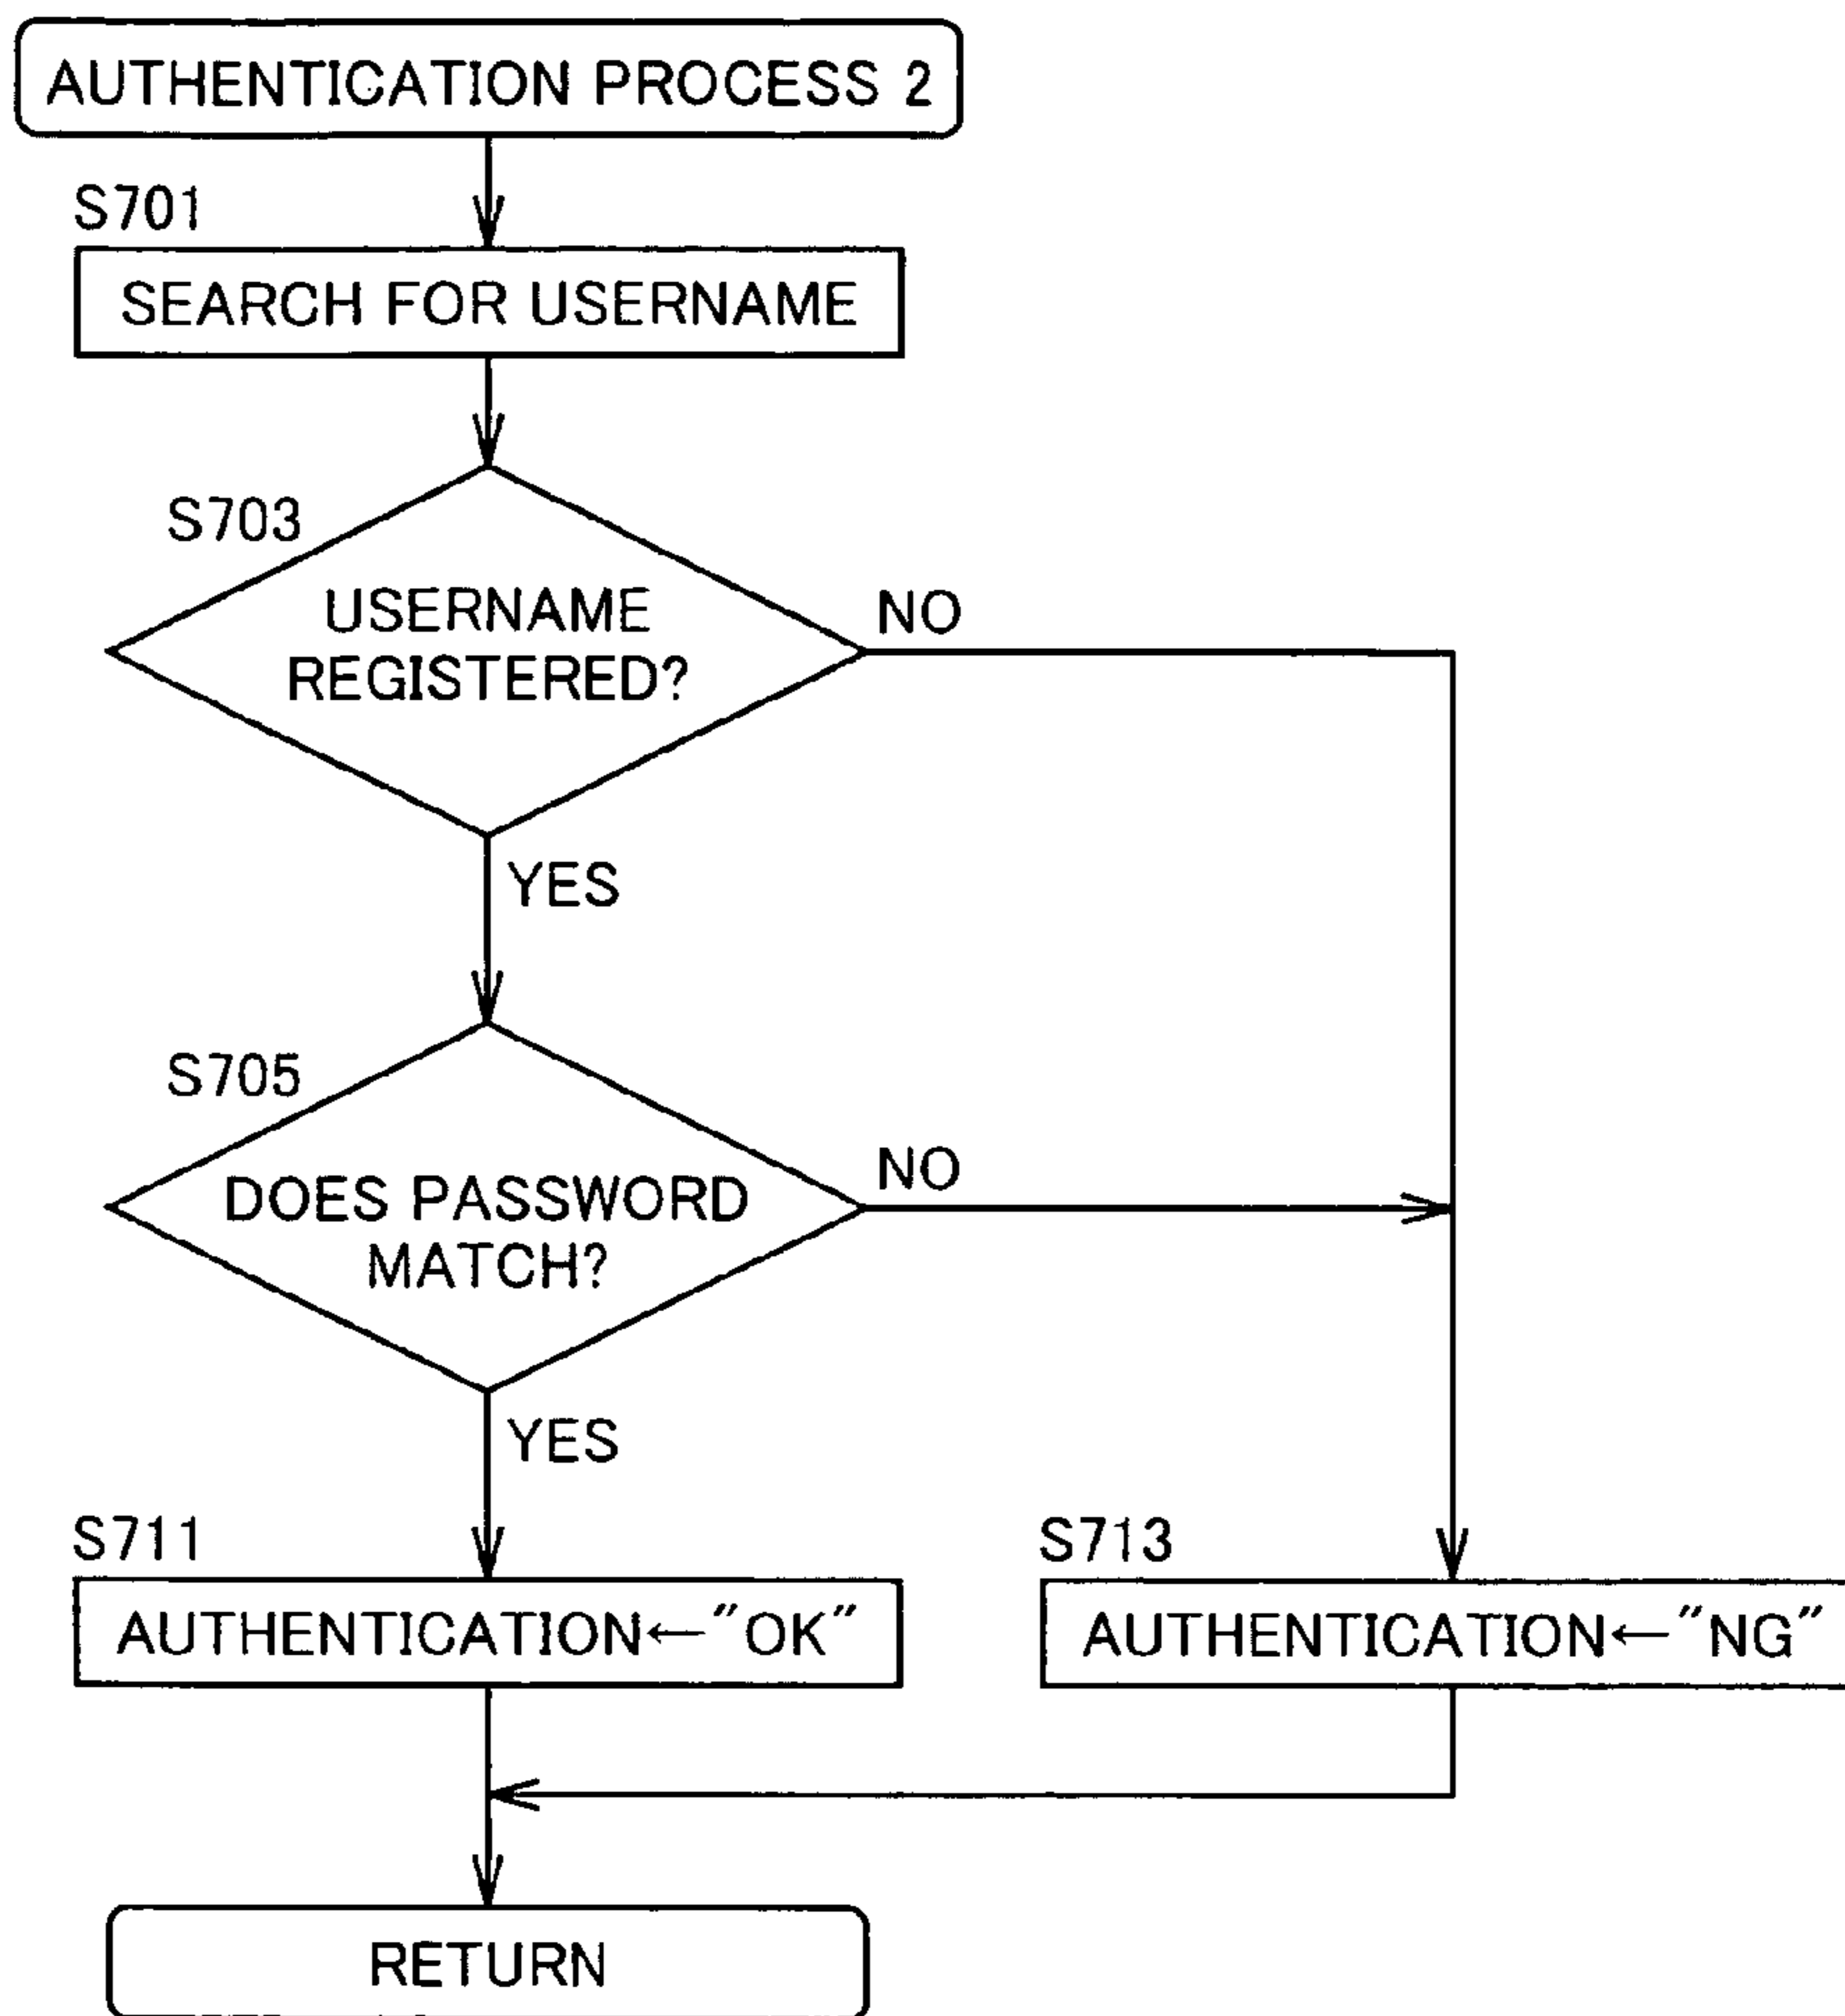 AUTHENTICATION PROCESS 2
S701
SEARCH FOR USERNAME
S703
USERNAME
REGISTERED?
NO
YES
S705
DOES PASSWORD
MATCH?
NO
YES
S711
AUTHENTICATION←"OK"
S713
AUTHENTICATION←"NG"
RETURN